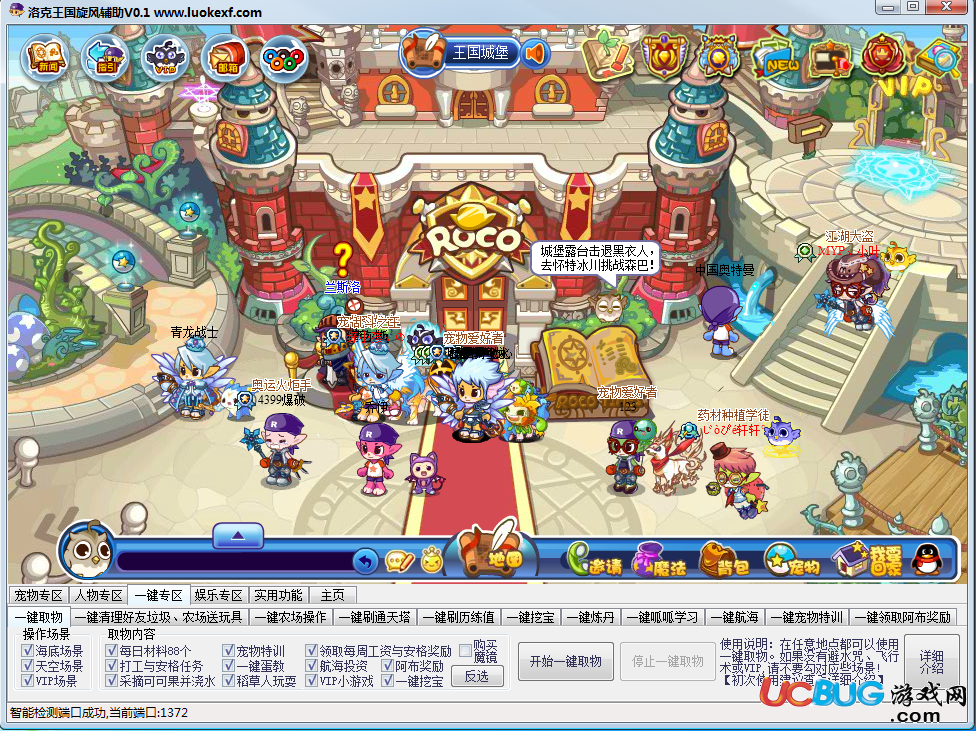 洛克王国旋风辅助V0.1 www.luokexf.com
新闻
指引
VIP
邮箱
王国城堡
NEW
VIP
ROCO
城堡露台击退黑衣人，
去怀特冰川挑战森巴！
江湖大盗
中国奥特曼
兰斯洛
青龙战士
宠物爱好者
奥运火炬手
4399爆破
宠物爱好者
123
ROCO
药材种植学徒
R
R
R
地图
邀请
魔法
背包
宠物
我要回家
宠物专区
人物专区
一键专区
娱乐专区
实用功能
主页
一键取物
一键清理好友垃圾、农场送玩具
一键农场操作
一键刷通天塔
一键刷历练值
一键挖宝
一键炼丹
一键呱呱学习
一键航海
一键宠物特训
一键领取阿布奖励
操作场景
海底场景
天空场景
VIP场景
取物内容
每日材料88个
宠物特训
领取每周工资与安格奖励
购买魔镜
打工与安格任务
一键蛋教
航海投资
阿布奖励
采摘可可果并浇水
稻草人玩耍
VIP小游戏
一键挖宝
反选
开始一键取物
停止一键取物
使用说明：在任意地点都可以使用
一键取物。如果没有避水咒、飞行
术或VIP,请不要勾对应些场景！
详细
介绍
UCBUG游戏网
.com
智能检测端口成功,当前端口:1372